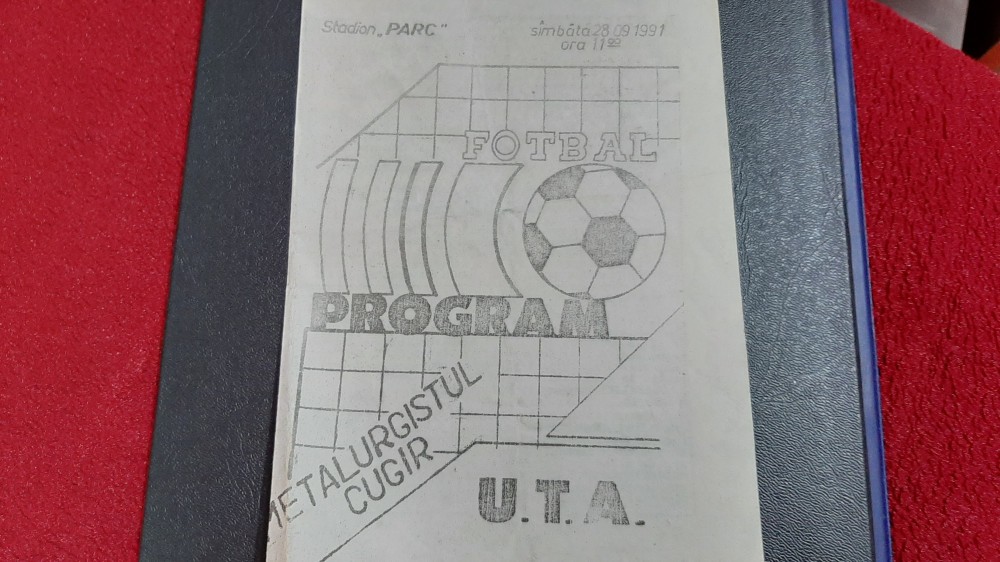 Stadion „PARC"
sîmbătă 28 09 1991
ora 11⁰⁰
FOTBAL
PROGRAM
METALURGISTUL
CUGIR
U.T.A.